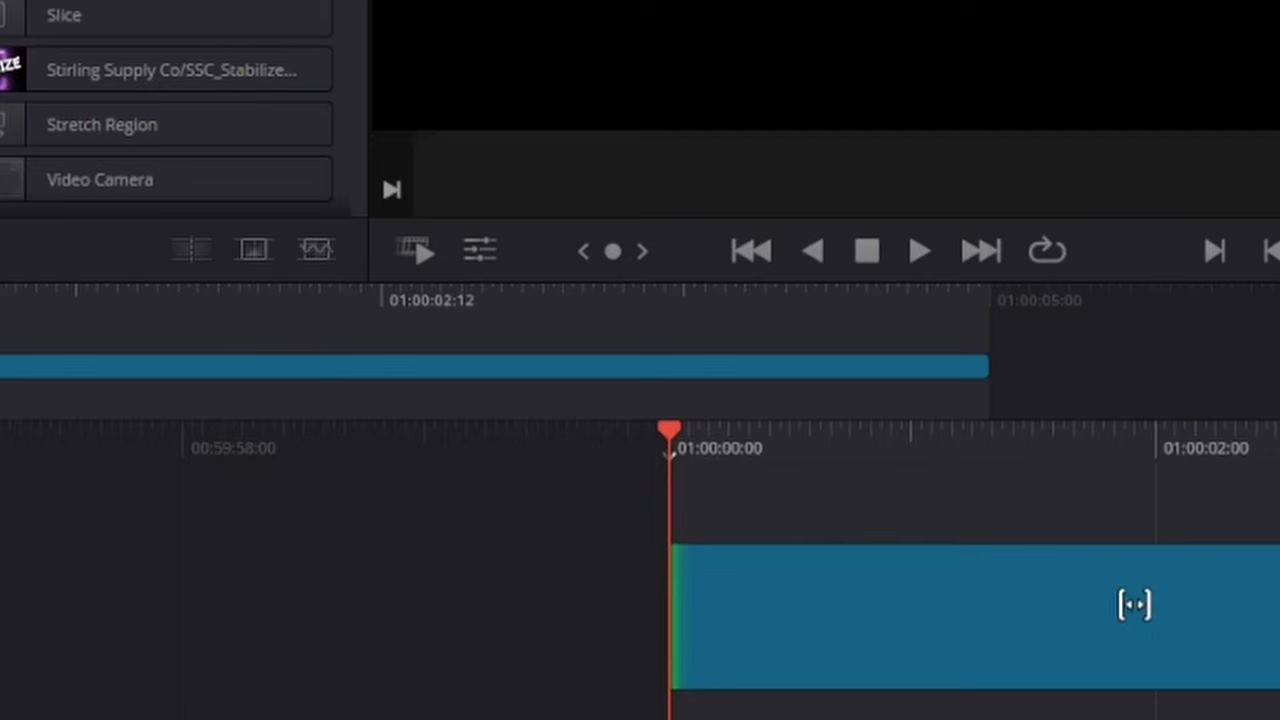 Slice
IZE
Stirling Supply Co/SSC_Stabilize...
Stretch Region
Video Camera
01:00:02:12
01:00:05:00
00:59:58:00
01:00:00:00
01:00:02:00